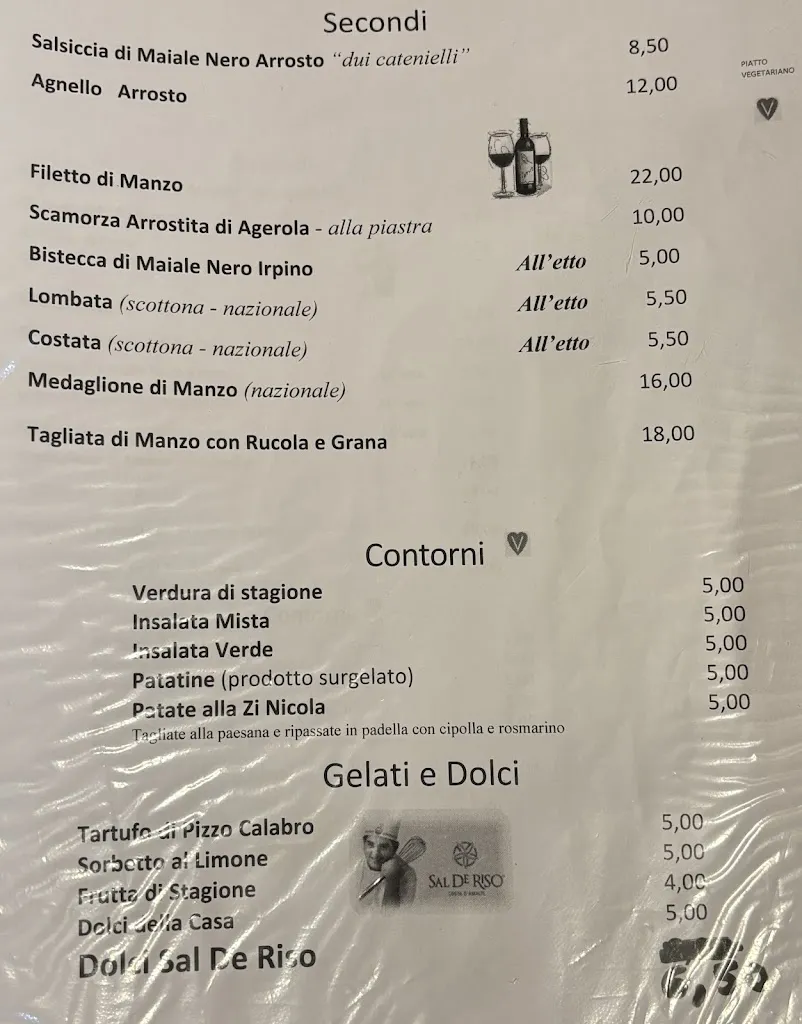 Secondi
Salsiccia di Maiale Nero Arrosto "dui catenielli" 8,50
PIATTO
VEGETARIANO
V
Agnello Arrosto 12,00
Filetto di Manzo 22,00
Scamorza Arrostita di Agerola - alla piastra 10,00
Bistecca di Maiale Nero Irpino All'etto 5,00
Lombata (scottona - nazionale) All'etto 5,50
Costata (scottona - nazionale) All'etto 5,50
Medaglione di Manzo (nazionale) 16,00
Tagliata di Manzo con Rucola e Grana 18,00
Contorni V
Verdura di stagione 5,00
Insalata Mista 5,00
Insalata Verde 5,00
Patatine (prodotto surgelato) 5,00
Patate alla Zi Nicola 5,00
Tagliate alla paesana e ripassate in padella con cipolla e rosmarino
Gelati e Dolci
Tartufo di Pizzo Calabro 5,00
Sorbetto al Limone 5,00
Frutta di Stagione 4,00
Dolci della Casa 5,00
SAL DE RISO
Dolci Sal De Riso 6,50